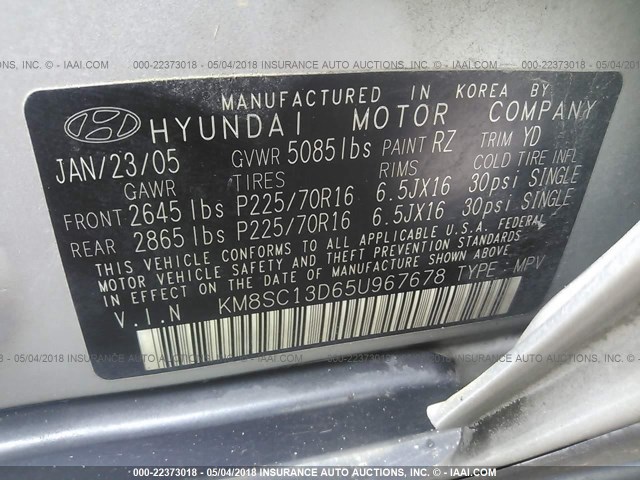 000-22373018 - 05/04/2018 INSURANCE AUTO AUCTIONS, INC. © - IAAI.COM
MANUFACTURED IN KOREA BY
HYUNDAI MOTOR COMPANY
JAN/23/05 GVWR 5085lbs PAINT RZ TRIM YD
GAWR TIRES RIMS COLD TIRE INFL
FRONT 2645lbs P225/70R16 6.5JX16 30psi SINGLE
REAR 2865lbs P225/70R16 6.5JX16 30psi SINGLE
THIS VEHICLE CONFORMS TO ALL APPLICABLE U.S.A. FEDERAL
MOTOR VEHICLE SAFETY AND THEFT PREVENTION STANDARDS
IN EFFECT ON THE DATE OF MANUFACTURE SHOWN ABOVE.
V.I.N KM8SC13D65U967678 TYPE: MPV
000-22373018 - 05/04/2018 INSURANCE AUTO AUCTIONS, INC. © - IAAI.COM
000-22373018 - 05/04/2018 INSURANCE AUTO AUCTIONS, INC. © - IAAI.COM